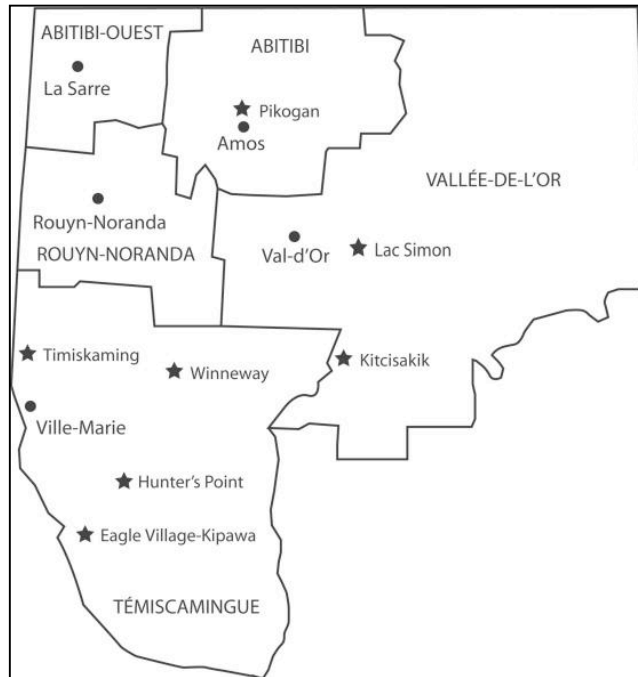 ABITIBI-OUEST
La Sarre
ABITIBI
Pikogan
Amos
VALLÉE-DE-L'OR
Rouyn-Noranda
ROUYN-NORANDA
Val-d'Or
Lac Simon
Timiskaming
Winneway
Kitcisakik
Ville-Marie
Hunter's Point
Eagle Village-Kipawa
TÉMISCAMINGUE